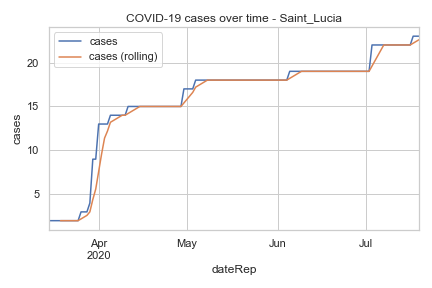 COVID-19 cases over time - Saint_Lucia
cases
cases (rolling)
20
15
10
5
cases
Apr
2020
May
Jun
Jul
dateRep